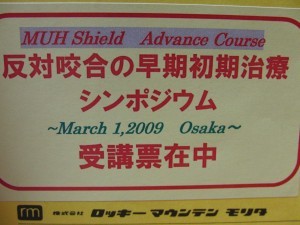 MUH Shield Advance Course
反対咬合の早期初期治療
シンポジウム
~March 1,2009 Osaka~
受講票在中
rm 株式会社 ロッキー マウンテン モリタ